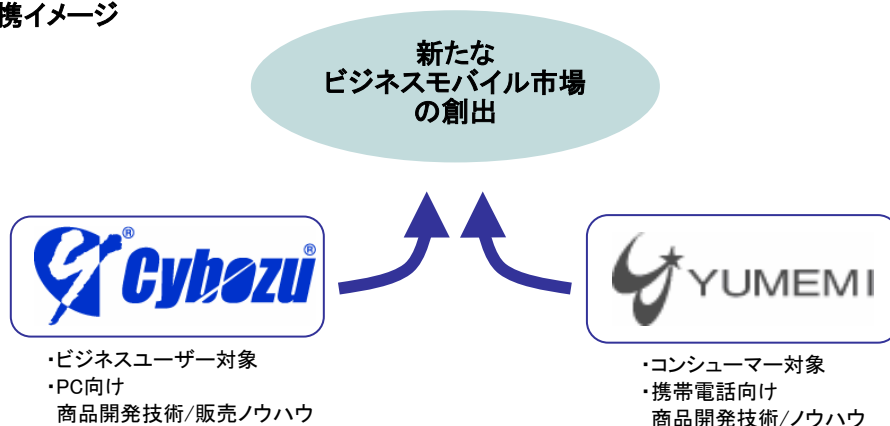 携イメージ
新たな
ビジネスモバイル市場
の創出
Cybozu
YUMEMI
・ビジネスユーザー対象
・PC向け
商品開発技術/販売ノウハウ
・コンシューマー対象
・携帯電話向け
商品開発技術/ノウハウ